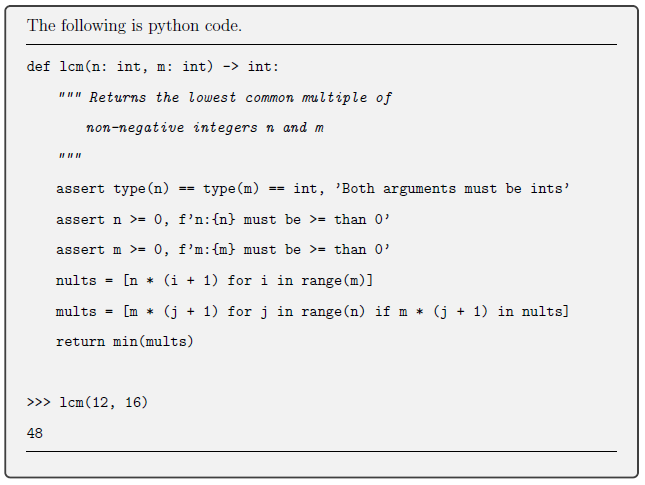 The following is python code.
def lcm(n: int, m: int) -> int:
    """ Returns the lowest common multiple of
        non-negative integers n and m
    """
    assert type(n) == type(m) == int, ’Both arguments must be ints’
    assert n >= 0, f’n:{n} must be >= than 0’
    assert m >= 0, f’m:{m} must be >= than 0’
    nults = [n * (i + 1) for i in range(m)]
    mults = [m * (j + 1) for j in range(n) if m * (j + 1) in nults]
    return min(mults)
>>> lcm(12, 16)
48